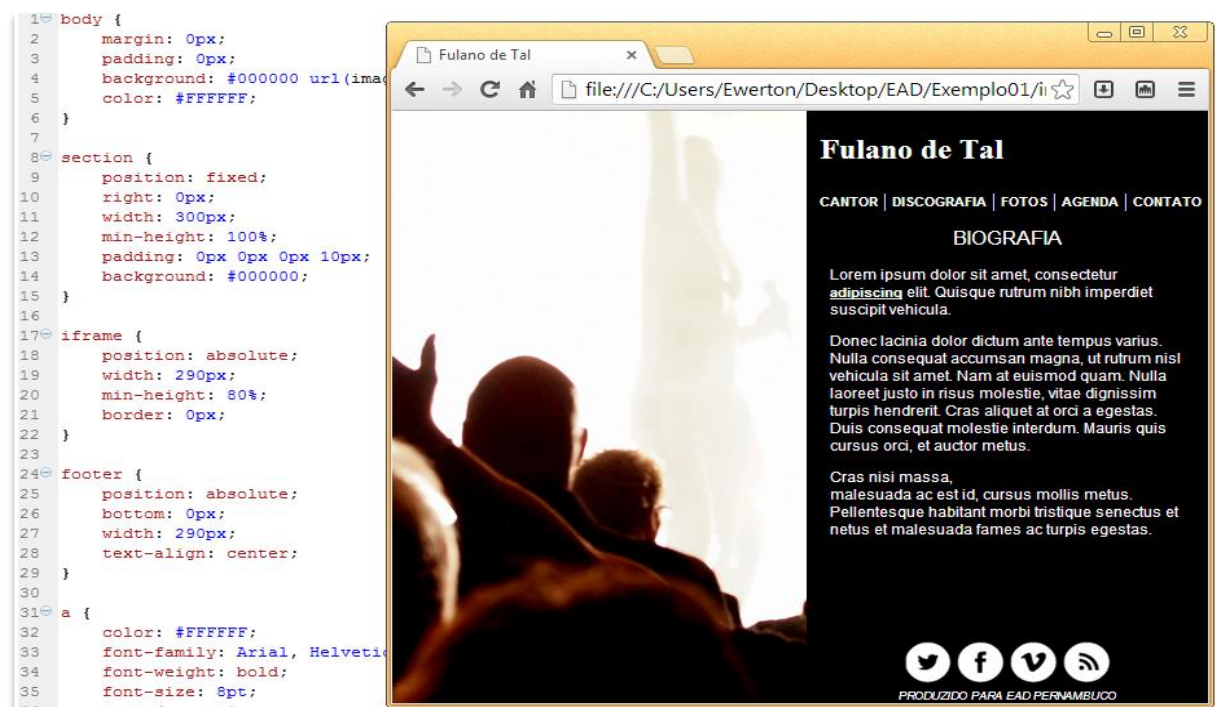 1 body {
2 margin: 0px;
3 padding: 0px;
4 background: #000000 url(imag
5 color: #FFFFFF;
6 }
7
8 section {
9 position: fixed;
10 right: 0px;
11 width: 300px;
12 min-height: 100%;
13 padding: 0px 0px 0px 10px;
14 background: #000000;
15 }
16
17 iframe {
18 position: absolute;
19 width: 290px;
20 min-height: 80%;
21 border: 0px;
22 }
23
24 footer {
25 position: absolute;
26 bottom: 0px;
27 width: 290px;
28 text-align: center;
29 }
30
31 a {
32 color: #FFFFFF;
33 font-family: Arial, Helvetic
34 font-weight: bold;
35 font-size: 8pt;
Fulano de Tal
file:///C:/Users/Ewerton/Desktop/EAD/Exemplo01/i
Fulano de Tal
CANTOR | DISCOGRAFIA | FOTOS | AGENDA | CONTATO
BIOGRAFIA
Lorem ipsum dolor sit amet, consectetur
adipiscing elit. Quisque rutrum nibh imperdiet
suscipit vehicula.
Donec lacinia dolor dictum ante tempus varius.
Nulla consequat accumsan magna, ut rutrum nisl
vehicula sit amet. Nam at euismod quam. Nulla
laoreet justo in risus molestie, vitae dignissim
turpis hendrerit. Cras aliquet at orci a egestas.
Duis consequat molestie interdum. Mauris quis
cursus orci, et auctor metus.
Cras nisi massa,
malesuada ac est id, cursus mollis metus.
Pellentesque habitant morbi tristique senectus et
netus et malesuada fames ac turpis egestas.
PRODUZIDO PARA EAD PERNAMBUCO